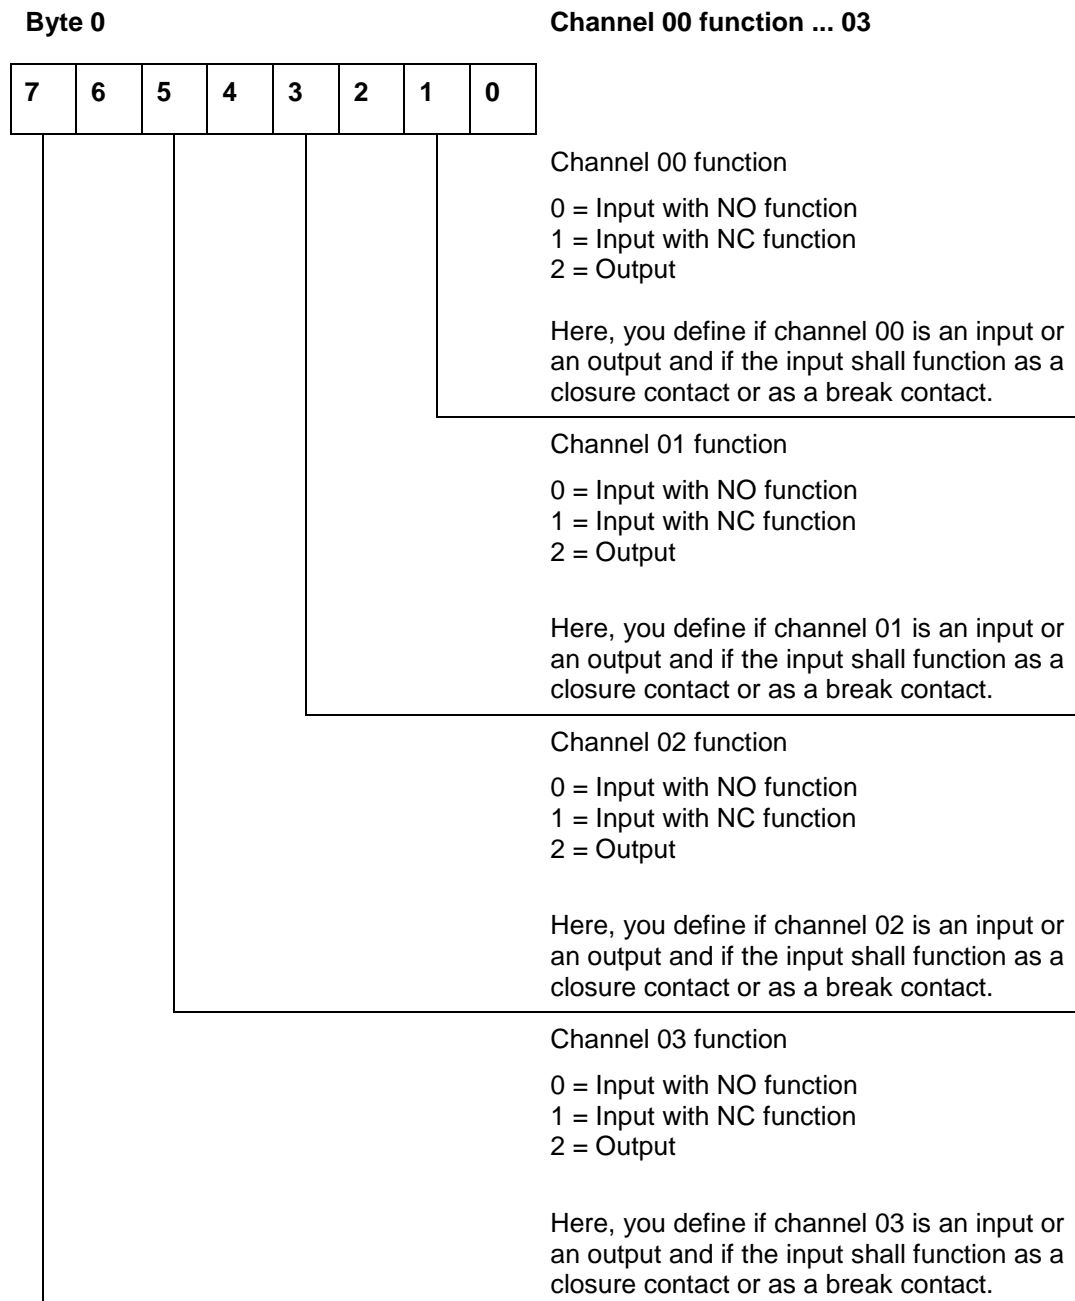 Byte 0 Channel 00 function ... 03
7 6 5 4 3 2 1 0
Channel 00 function
0 = Input with NO function
1 = Input with NC function
2 = Output
Here, you define if channel 00 is an input or
an output and if the input shall function as a
closure contact or as a break contact.
Channel 01 function
0 = Input with NO function
1 = Input with NC function
2 = Output
Here, you define if channel 01 is an input or
an output and if the input shall function as a
closure contact or as a break contact.
Channel 02 function
0 = Input with NO function
1 = Input with NC function
2 = Output
Here, you define if channel 02 is an input or
an output and if the input shall function as a
closure contact or as a break contact.
Channel 03 function
0 = Input with NO function
1 = Input with NC function
2 = Output
Here, you define if channel 03 is an input or
an output and if the input shall function as a
closure contact or as a break contact.